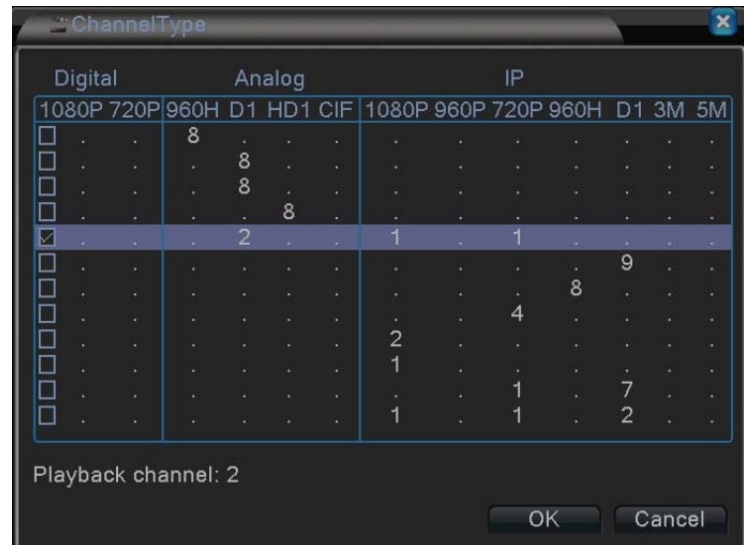 ChannelType
Digital Analog IP
1080P 720P 960H D1 HD1 CIF 1080P 960P 720P 960H D1 3M 5M
. . 8 . . . . . . . . . .
. . . 8 . . . . . . . . .
. . . 8 . . . . . . . . .
. . . . 8 . . . . . . . .
. . . 2 . . 1 . 1 . . . .
. . . . . . . . . . 9 . .
. . . . . . . . . 8 . . .
. . . . . . . . 4 . . . .
. . . . . . 2 . . . . . .
. . . . . . 1 . . . . . .
. . . . . . . . 1 . 7 . .
. . . . . . 1 . 1 . 2 . .
Playback channel: 2
OK Cancel